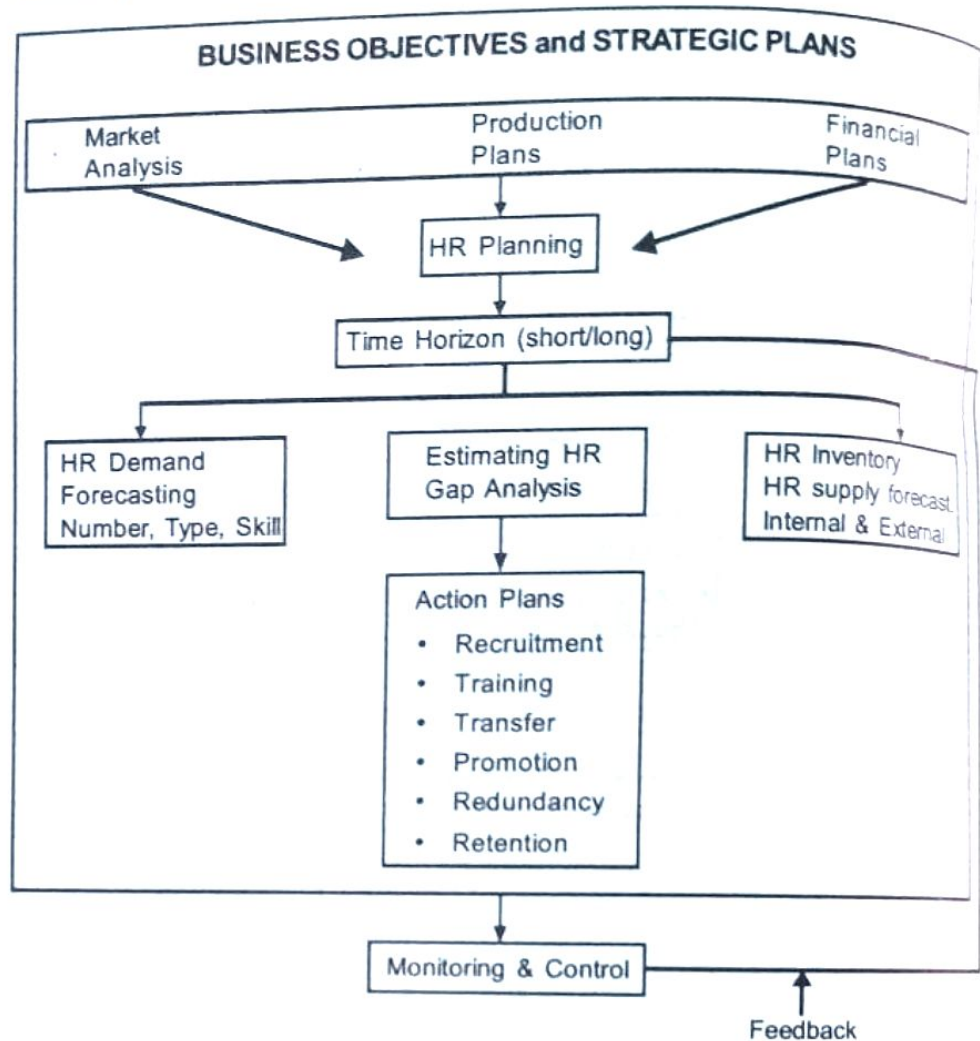 BUSINESS OBJECTIVES and STRATEGIC PLANS
Market
Analysis
Production
Plans
Financial
Plans
HR Planning
Time Horizon (short/long)
HR Demand
Forecasting
Number, Type, Skill
Estimating HR
Gap Analysis
HR Inventory
HR supply forecast
Internal & External
Action Plans
• Recruitment
• Training
• Transfer
• Promotion
• Redundancy
• Retention
Monitoring & Control
Feedback